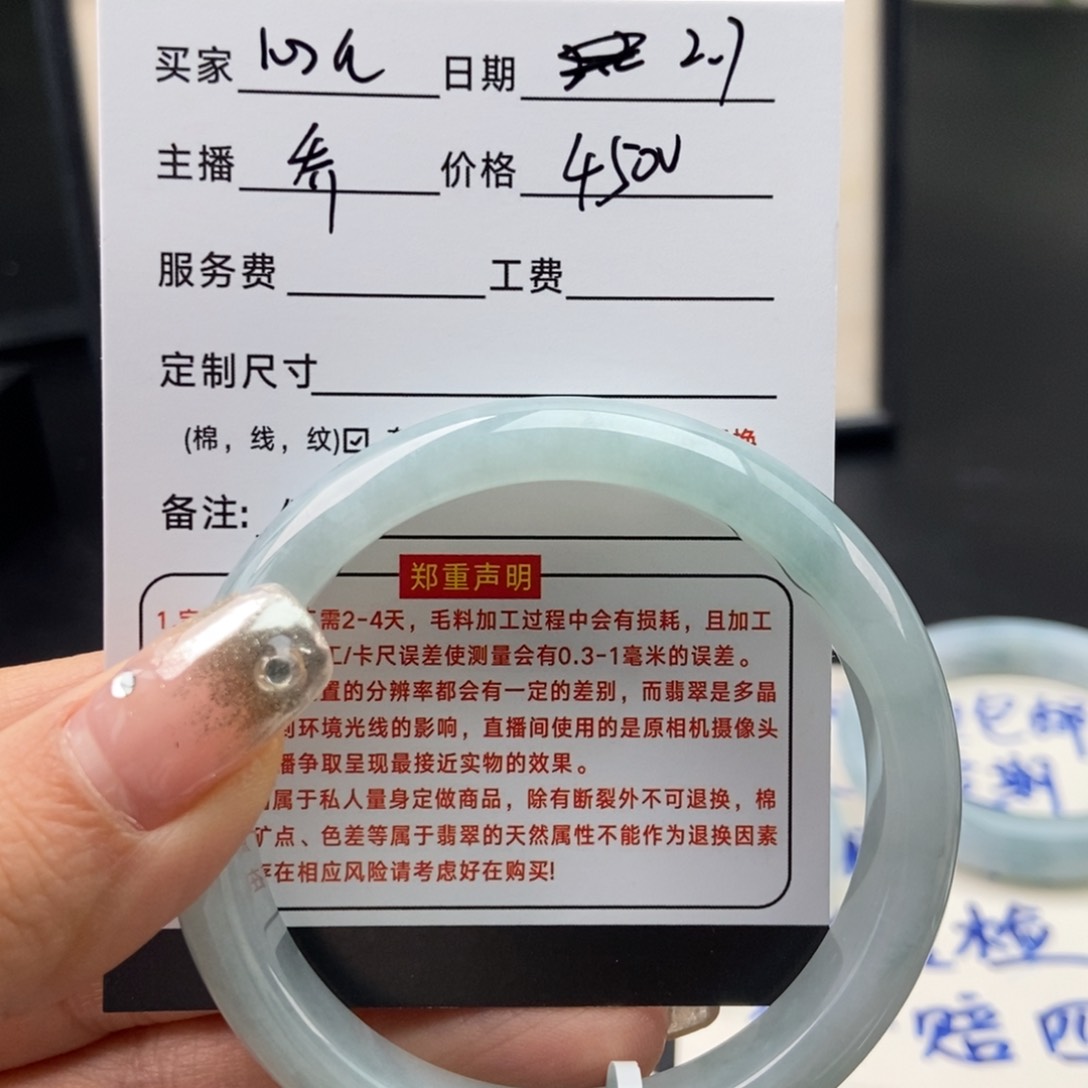 买家 日期 2.7
主播 价格 450
服务费 工费
定制尺寸
(棉，线，纹)☑ 换
备注:
郑重声明
1. 需2-4天，毛料加工过程中会有损耗，且加工
工/卡尺误差使测量会有0.3-1毫米的误差。
置的分辨率都会有一定的差别，而翡翠是多晶
到环境光线的影响，直播间使用的是原相机摄像头
播争取呈现最接近实物的效果。
属于私人量身定做商品，除有断裂外不可退换，棉
矿点、色差等属于翡翠的天然属性不能作为退换因素
存在相应风险请考虑好在购买!
检
赔 四